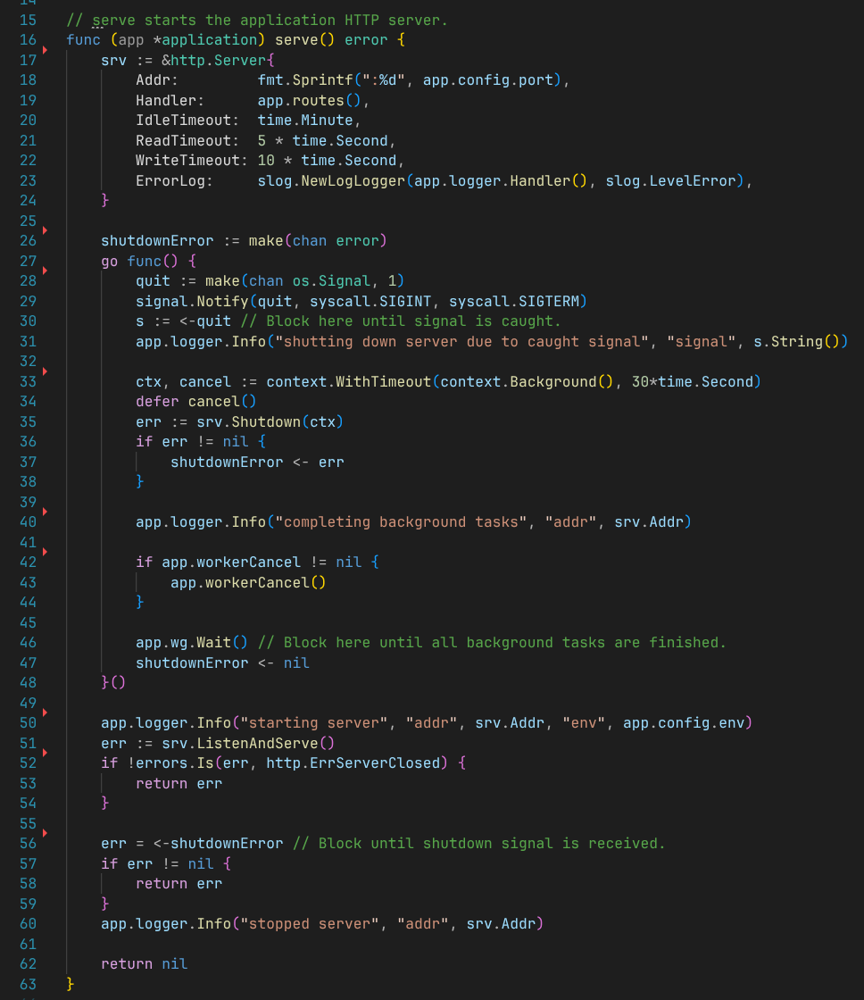 15 // serve starts the application HTTP server.
16 func (app *application) serve() error {
17     srv := &http.Server{
18         Addr:         fmt.Sprintf(":%d", app.config.port),
19         Handler:      app.routes(),
20         IdleTimeout:  time.Minute,
21         ReadTimeout:  5 * time.Second,
22         WriteTimeout: 10 * time.Second,
23         ErrorLog:     slog.NewLogLogger(app.logger.Handler(), slog.LevelError),
24     }
25
26     shutdownError := make(chan error)
27     go func() {
28         quit := make(chan os.Signal, 1)
29         signal.Notify(quit, syscall.SIGINT, syscall.SIGTERM)
30         s := <-quit // Block here until signal is caught.
31         app.logger.Info("shutting down server due to caught signal", "signal", s.String())
32
33         ctx, cancel := context.WithTimeout(context.Background(), 30*time.Second)
34         defer cancel()
35         err := srv.Shutdown(ctx)
36         if err != nil {
37             shutdownError <- err
38         }
39
40         app.logger.Info("completing background tasks", "addr", srv.Addr)
41
42         if app.workerCancel != nil {
43             app.workerCancel()
44         }
45
46         app.wg.Wait() // Block here until all background tasks are finished.
47         shutdownError <- nil
48     }()
49
50     app.logger.Info("starting server", "addr", srv.Addr, "env", app.config.env)
51     err := srv.ListenAndServe()
52     if !errors.Is(err, http.ErrServerClosed) {
53         return err
54     }
55
56     err = <-shutdownError // Block until shutdown signal is received.
57     if err != nil {
58         return err
59     }
60     app.logger.Info("stopped server", "addr", srv.Addr)
61
62     return nil
63 }